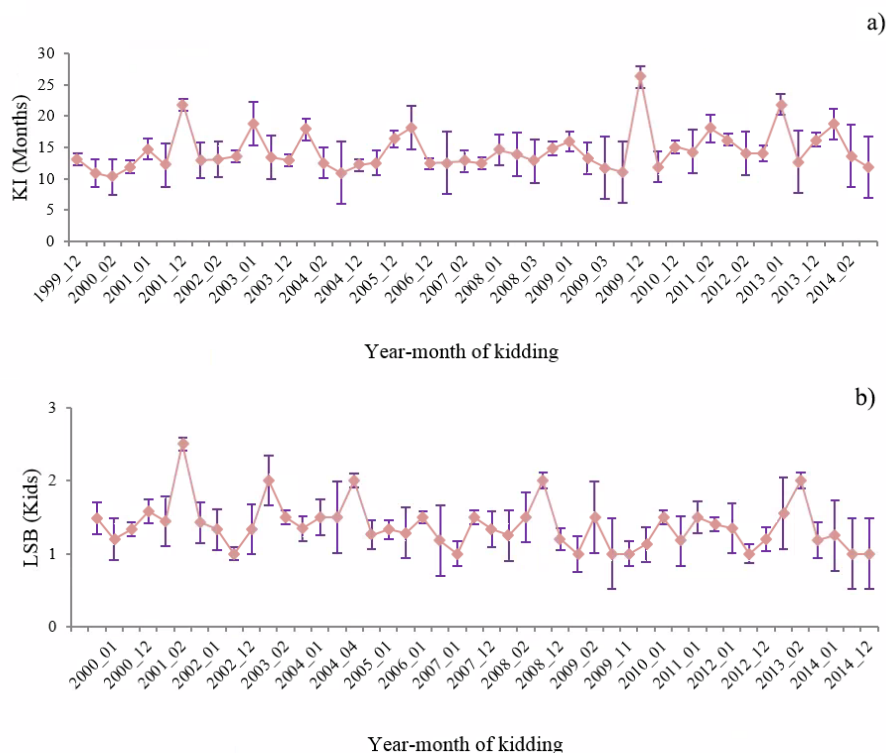 a)
30
25
20
15
10
5
0
KI (Months)
1999_12 2000_02 2001_01 2001_12 2002_02 2003_01 2003_12 2004_02 2004_12 2005_12 2006_12 2007_02 2008_01 2008_03 2009_01 2009_03 2009_12 2010_12 2011_02 2012_02 2013_01 2013_12 2014_02
Year-month of kidding
b)
3
2
1
0
LSB (Kids)
2000_01 2000_12 2001_02 2002_01 2002_12 2003_02 2004_01 2004_04 2005_01 2006_01 2007_01 2007_12 2008_02 2008_12 2009_02 2009_11 2010_01 2011_01 2012_01 2012_12 2013_02 2014_01 2014_12
Year-month of kidding